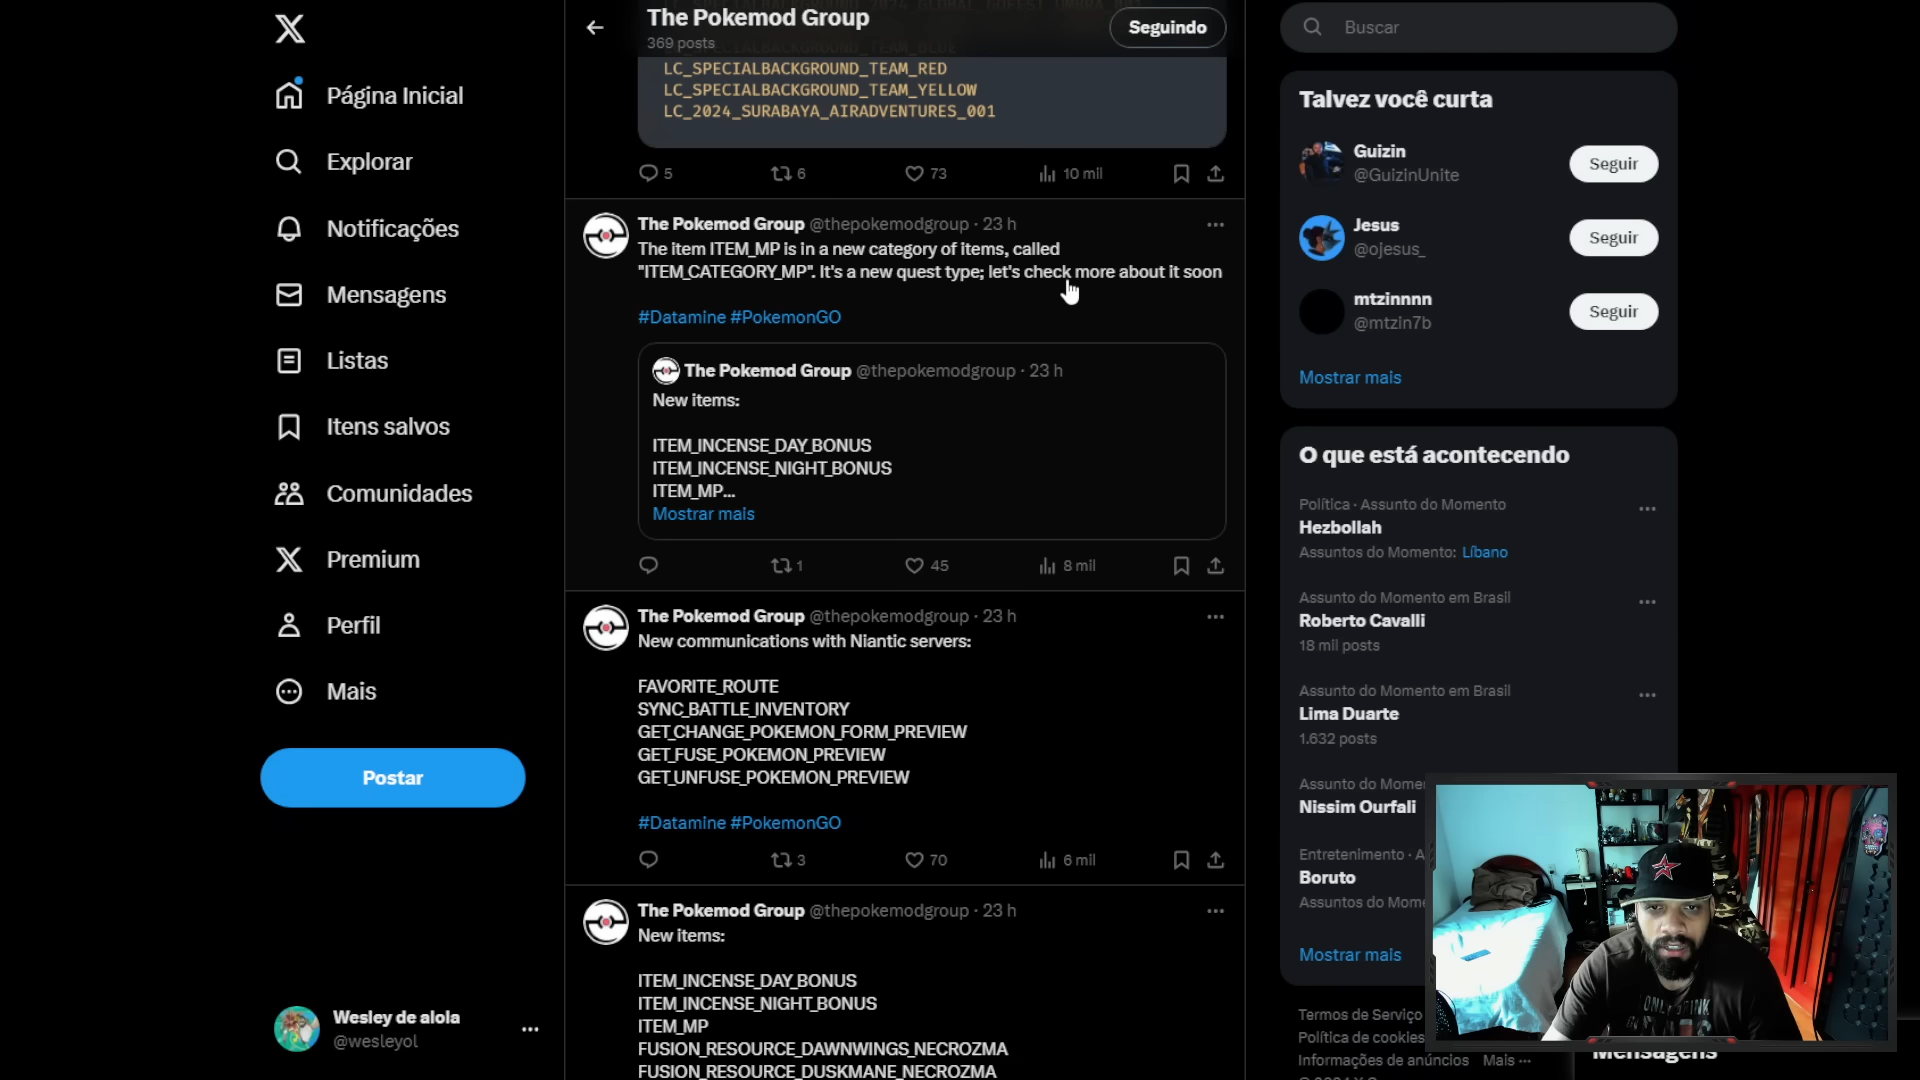 Página Inicial
Explorar
Notificações
Mensagens
Listas
Itens salvos
Comunidades
Premium
Perfil
Mais
Postar
Wesley de alola
@wesleyol
The Pokemod Group
369 posts
Seguindo
LC_SPECIALBACKGROUND_TEAM_RED
LC_SPECIALBACKGROUND_TEAM_YELLOW
LC_2024_SURABAYA_AIRADVENTURES_001
5
6
73
10 mil
The Pokemod Group @thepokemodgroup · 23 h
The item ITEM_MP is in a new category of items, called
"ITEM_CATEGORY_MP". It's a new quest type; let's check more about it soon
#Datamine #PokemonGO
The Pokemod Group @thepokemodgroup · 23 h
New items:
ITEM_INCENSE_DAY_BONUS
ITEM_INCENSE_NIGHT_BONUS
ITEM_MP...
Mostrar mais
1
45
8 mil
The Pokemod Group @thepokemodgroup · 23 h
New communications with Niantic servers:
FAVORITE_ROUTE
SYNC_BATTLE_INVENTORY
GET_CHANGE_POKEMON_FORM_PREVIEW
GET_FUSE_POKEMON_PREVIEW
GET_UNFUSE_POKEMON_PREVIEW
#Datamine #PokemonGO
3
70
6 mil
The Pokemod Group @thepokemodgroup · 23 h
New items:
ITEM_INCENSE_DAY_BONUS
ITEM_INCENSE_NIGHT_BONUS
ITEM_MP
FUSION_RESOURCE_DAWNWINGS_NECROZMA
FUSION_RESOURCE_DUSKMANE_NECROZMA
Buscar
Talvez você curta
Guizin
@GuizinUnite
Seguir
Jesus
@ojesus_
Seguir
mtzinnnn
@mtzin7b
Seguir
Mostrar mais
O que está acontecendo
Política · Assunto do Momento
Hezbollah
Assuntos do Momento: Líbano
Assunto do Momento em Brasil
Roberto Cavalli
18 mil posts
Assunto do Momento em Brasil
Lima Duarte
1.632 posts
Assunto do Mome
Nissim Ourfali
Entretenimento · A
Boruto
Assuntos do Mome
Mostrar mais
Termos de Serviço
Política de cookies
Informações de anúncios Mais ...
Mensagens